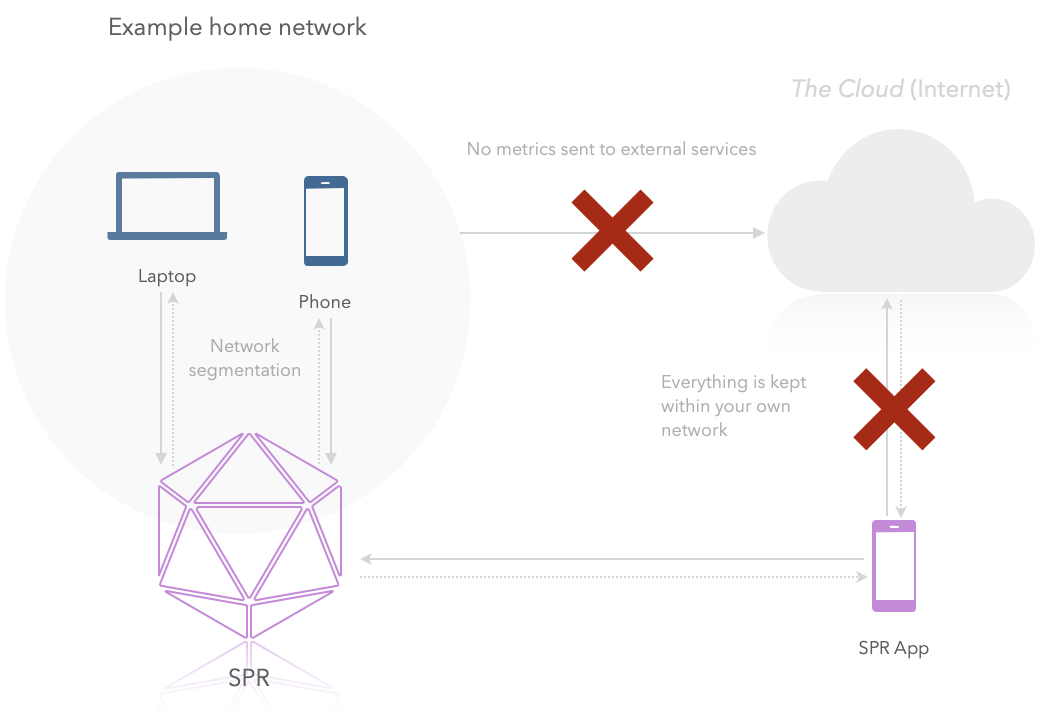 Example home network
The Cloud (Internet)
No metrics sent to external services
Laptop
Phone
Network
segmentation
Everything is kept
within your own
network
SPR App
SPR